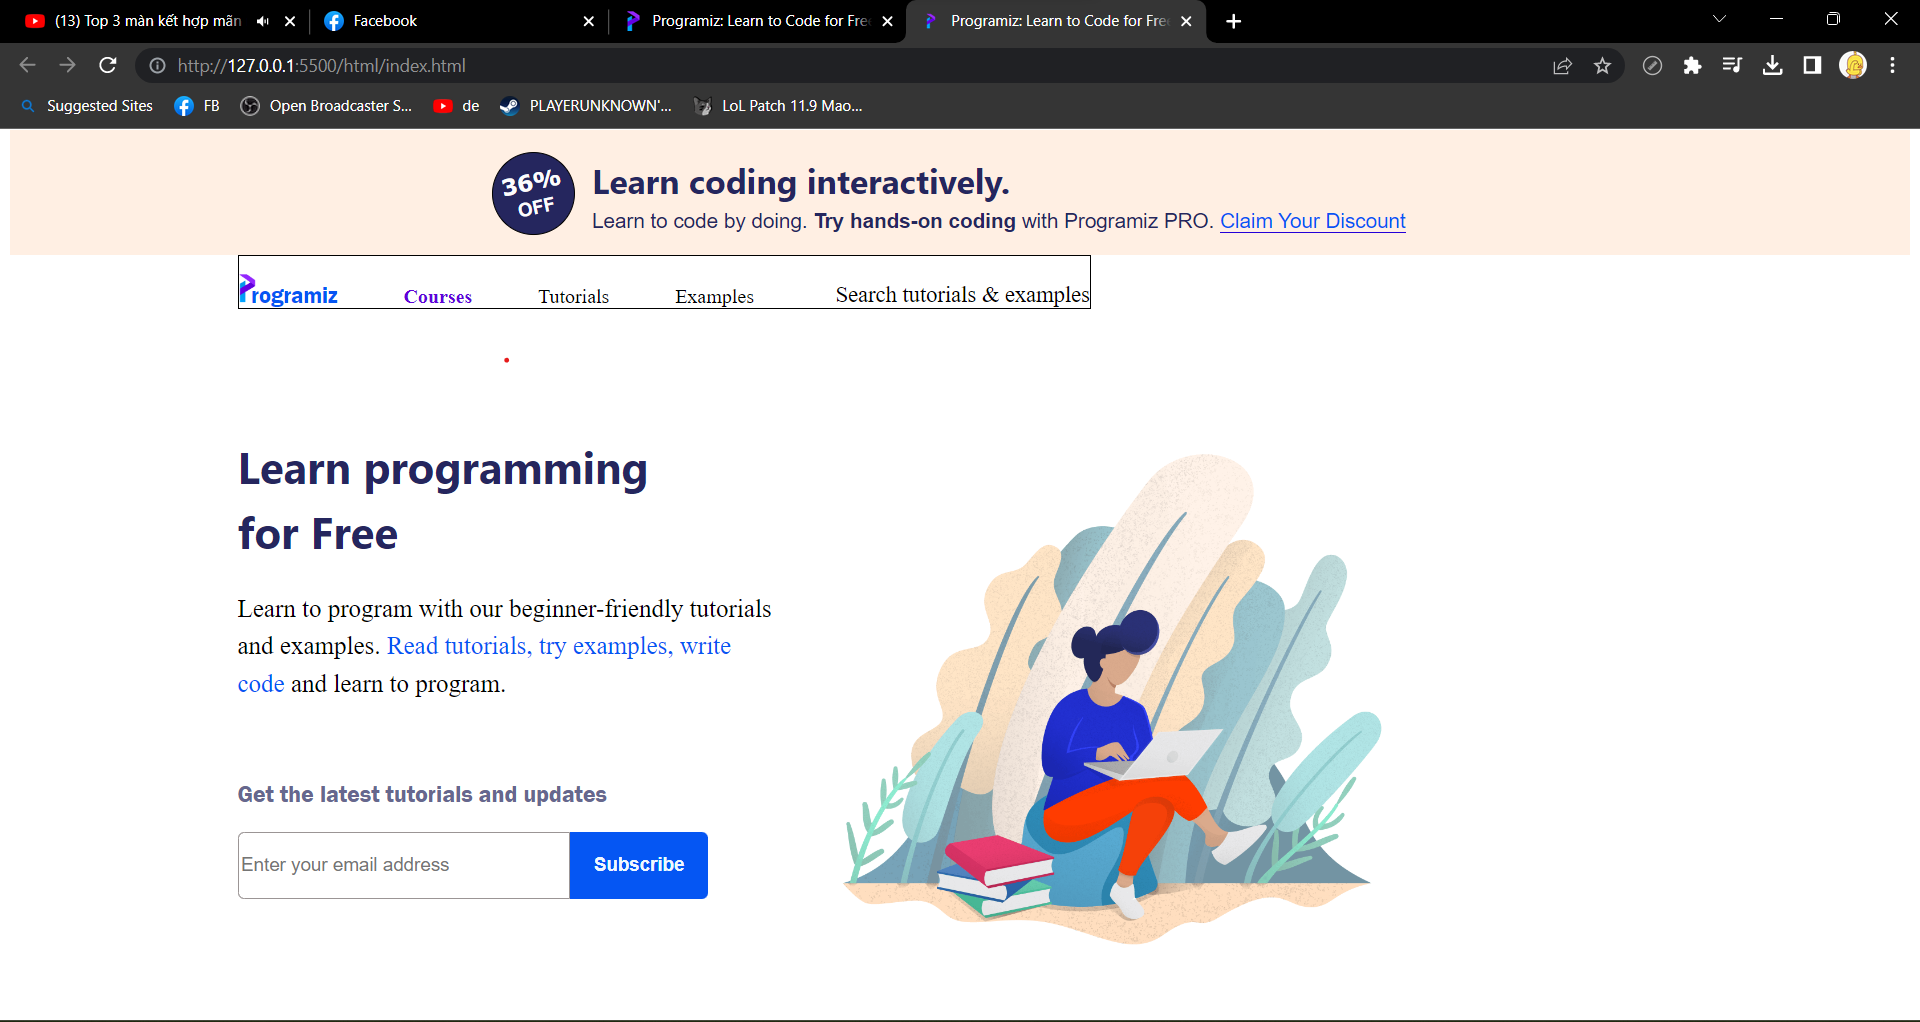 (13) Top 3 màn kết hợp mãn
Facebook
Programiz: Learn to Code for Fre
Programiz: Learn to Code for Fre
http://127.0.0.1:5500/html/index.html
Suggested Sites
FB
Open Broadcaster S...
de
PLAYERUNKNOWN'...
LoL Patch 11.9 Mao...
36%
OFF
Learn coding interactively.
Learn to code by doing. Try hands-on coding with Programiz PRO. Claim Your Discount
Programiz
Courses
Tutorials
Examples
Search tutorials & examples
Learn programming
for Free
Learn to program with our beginner-friendly tutorials
and examples. Read tutorials, try examples, write
code and learn to program.
Get the latest tutorials and updates
Enter your email address
Subscribe